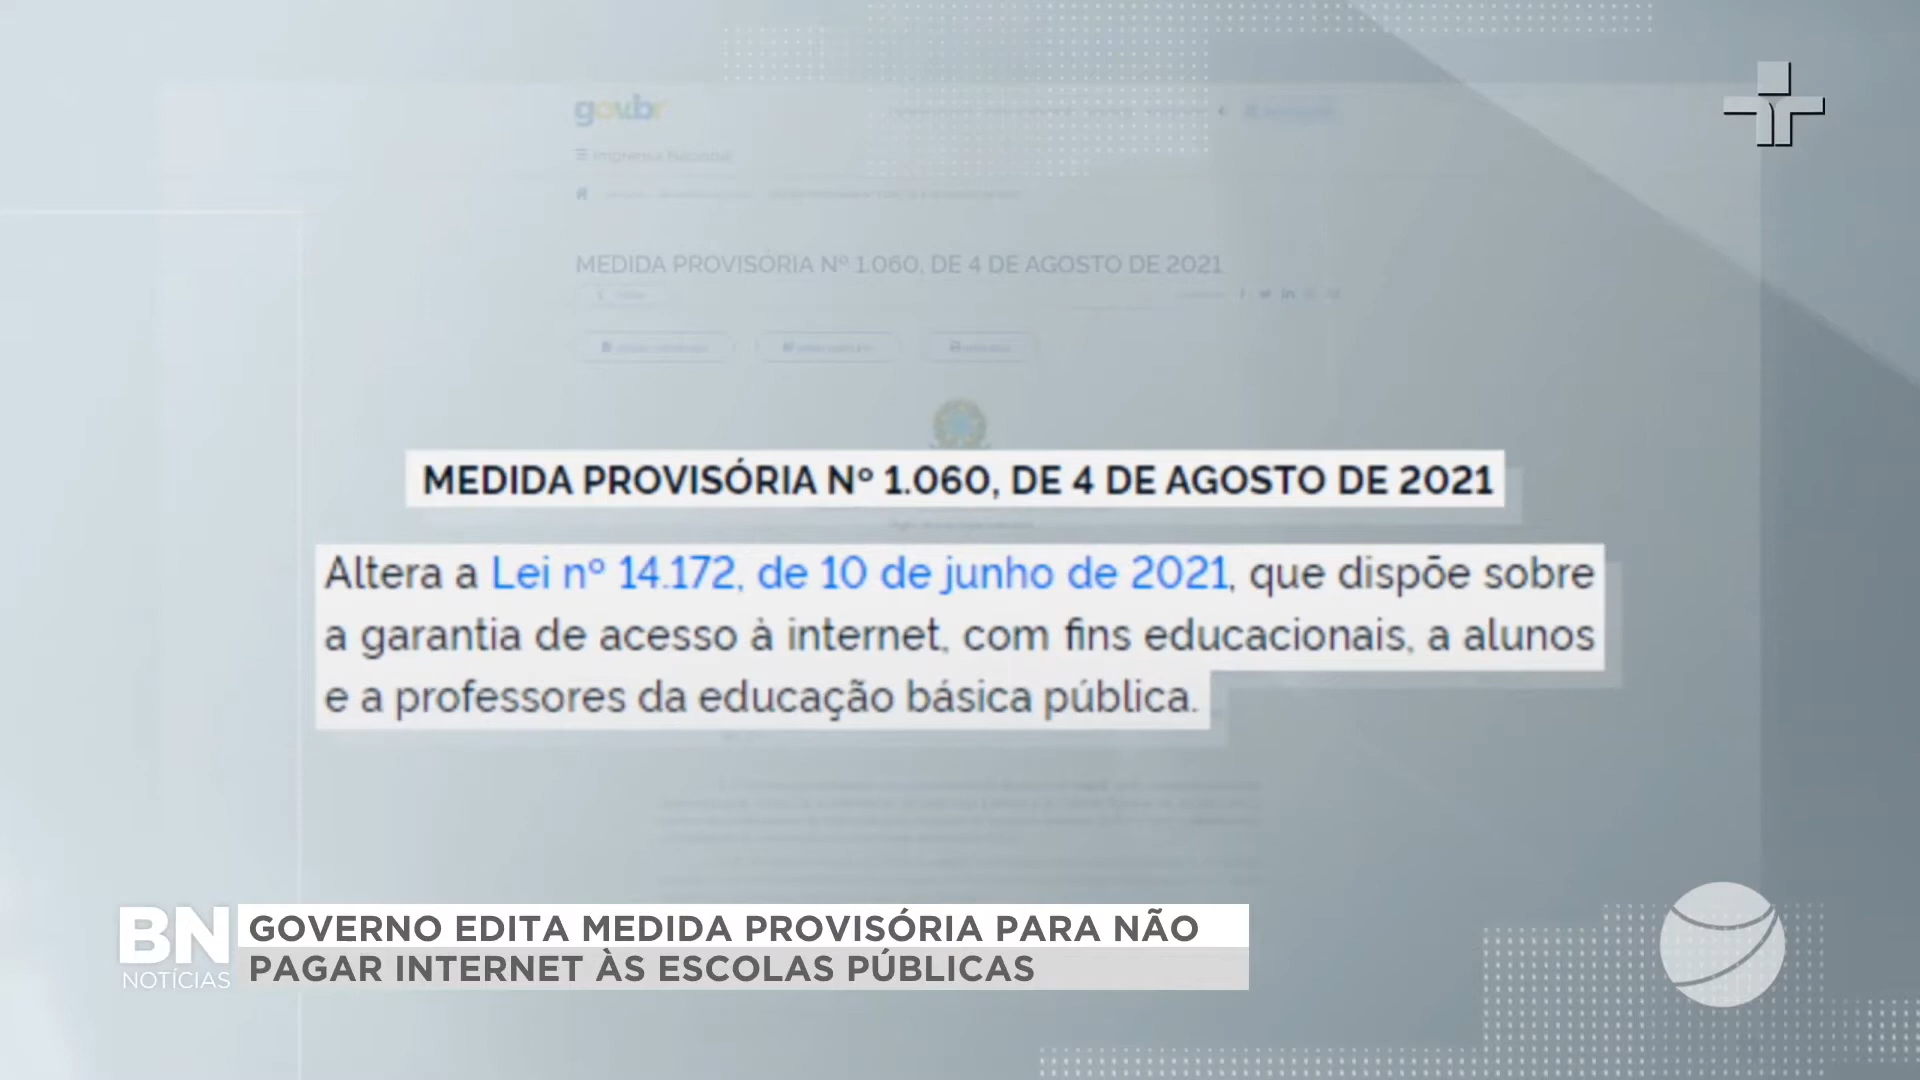 gov.br
Imprensa Nacional
MEDIDA PROVISÓRIA Nº 1.060, DE 4 DE AGOSTO DE 2021
MEDIDA PROVISÓRIA Nº 1.060, DE 4 DE AGOSTO DE 2021
Altera a Lei nº 14.172, de 10 de junho de 2021, que dispõe sobre
a garantia de acesso à internet, com fins educacionais, a alunos
e a professores da educação básica pública.
BN
NOTÍCIAS
GOVERNO EDITA MEDIDA PROVISÓRIA PARA NÃO
PAGAR INTERNET ÀS ESCOLAS PÚBLICAS